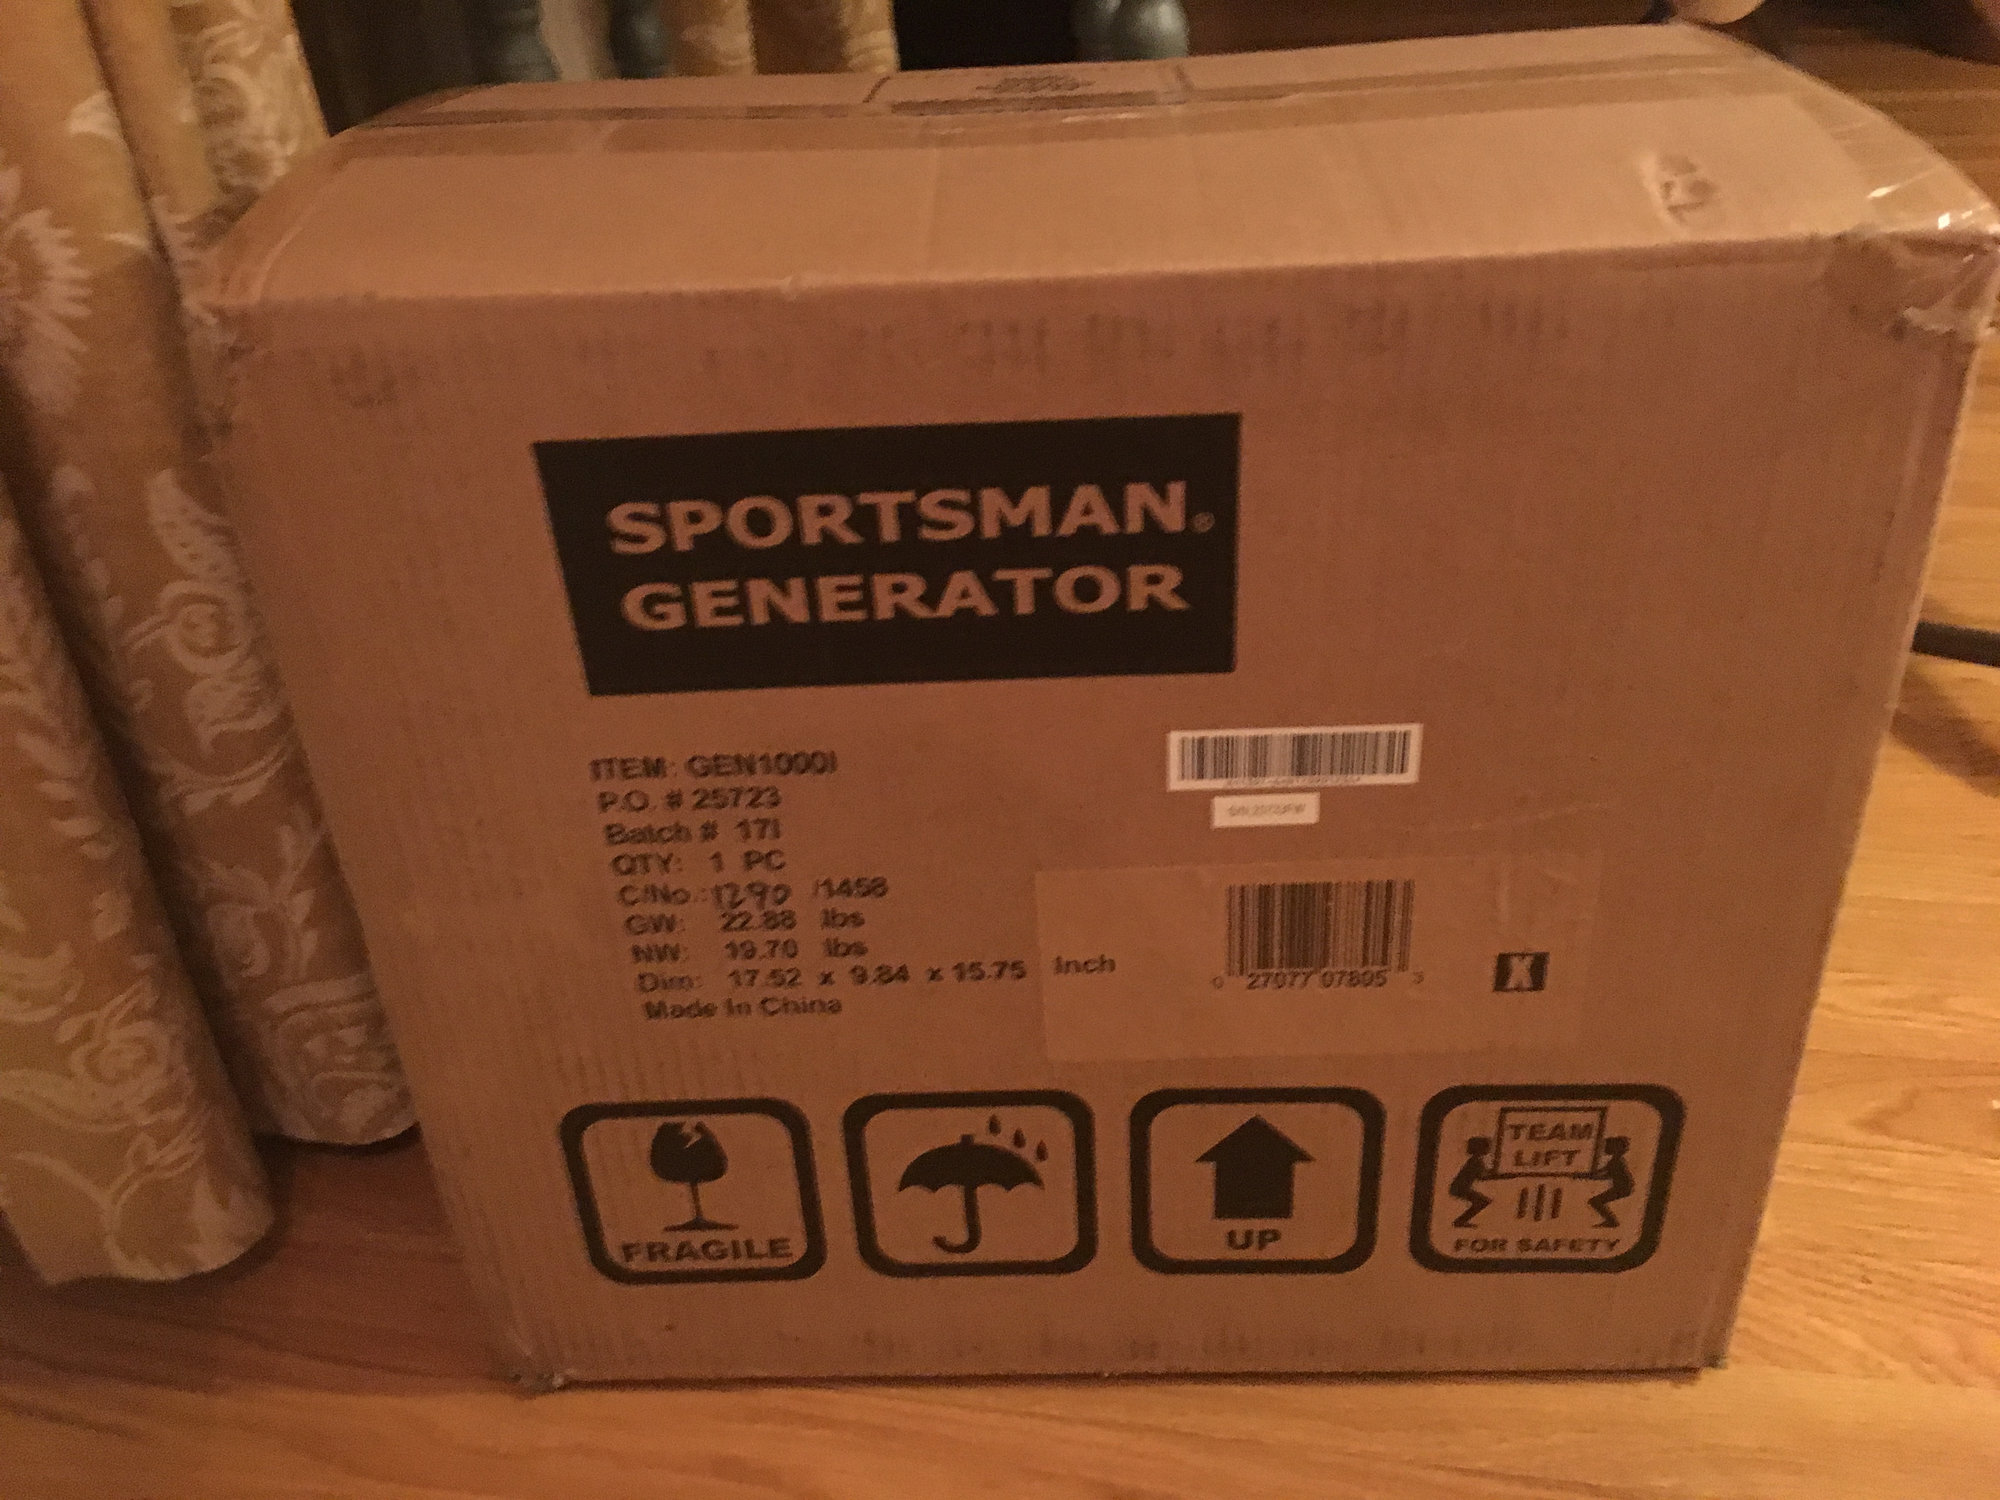 SPORTSMAN®
GENERATOR
ITEM: GEN1000I
P.O. # 25723
Batch # 17I
QTY: 1 PC
C/No.: 1290 /1458
GW: 22.88 lbs
NW: 19.70 lbs
Dim: 17.52 x 9.84 x 15.75 Inch
Made In China
0 27077 07805 3
X
FRAGILE
UP
TEAM
LIFT
FOR SAFETY